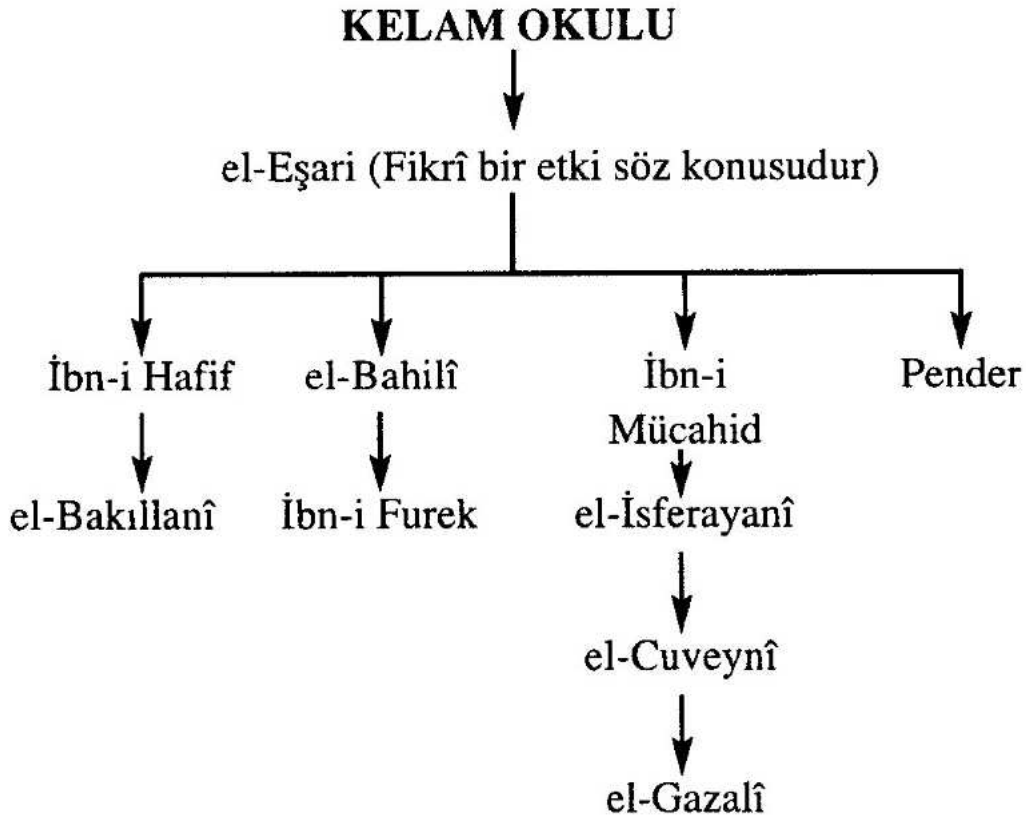 KELAM OKULU
el-Eşari (Fikrî bir etki söz konusudur)
İbn-i Hafif
el-Bahilî
İbn-i Mücahid
Pender
el-Bakıllanî
İbn-i Furek
el-İsferayanî
el-Cuveynî
el-Gazalî